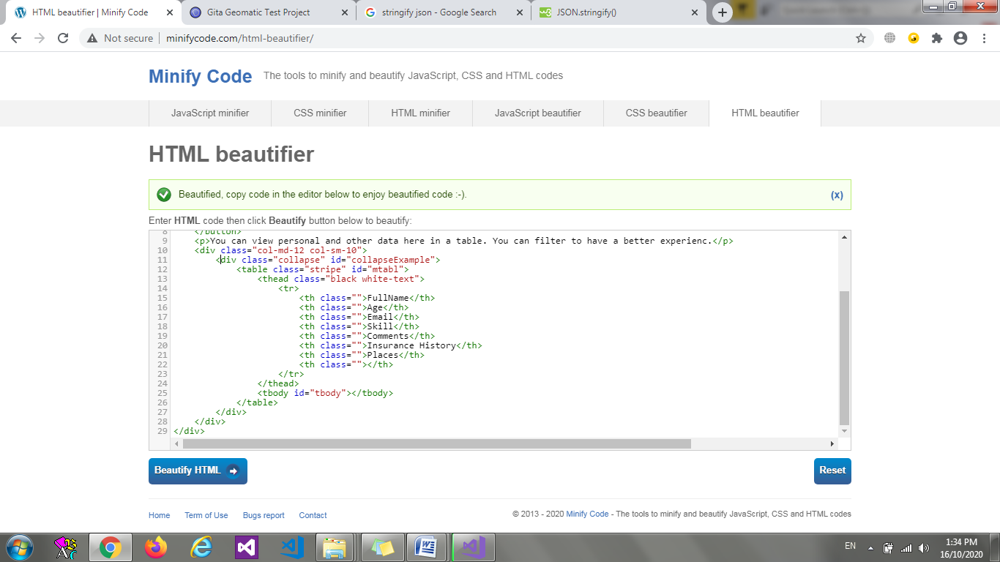 HTML beautifier | Minify Code
Gita Geomatic Test Project
stringify json - Google Search
JSON.stringify()
Not secure
minifycode.com/html-beautifier/
Minify Code The tools to minify and beautify JavaScript, CSS and HTML codes
JavaScript minifier CSS minifier HTML minifier JavaScript beautifier CSS beautifier HTML beautifier
HTML beautifier
Beautified, copy code in the editor below to enjoy beautified code :-). (x)
Enter HTML code then click Beautify button below to beautify:
8 </button>
9 <p>You can view personal and other data here in a table. You can filter to have a better experienc.</p>
10 <div class="col-md-12 col-sm-10">
11 <div class="collapse" id="collapseExample">
12 <table class="stripe" id="mtabl">
13 <thead class="black white-text">
14 <tr>
15 <th class="">FullName</th>
16 <th class="">Age</th>
17 <th class="">Email</th>
18 <th class="">Skill</th>
19 <th class="">Comments</th>
20 <th class="">Insurance History</th>
21 <th class="">Places</th>
22 <th class=""></th>
23 </tr>
24 </thead>
25 <tbody id="tbody"></tbody>
26 </table>
27 </div>
28 </div>
29 </div>
Beautify HTML
Reset
Home Term of Use Bugs report Contact
© 2013 - 2020 Minify Code - The tools to minify and beautify JavaScript, CSS and HTML codes
EN
1:34 PM
16/10/2020